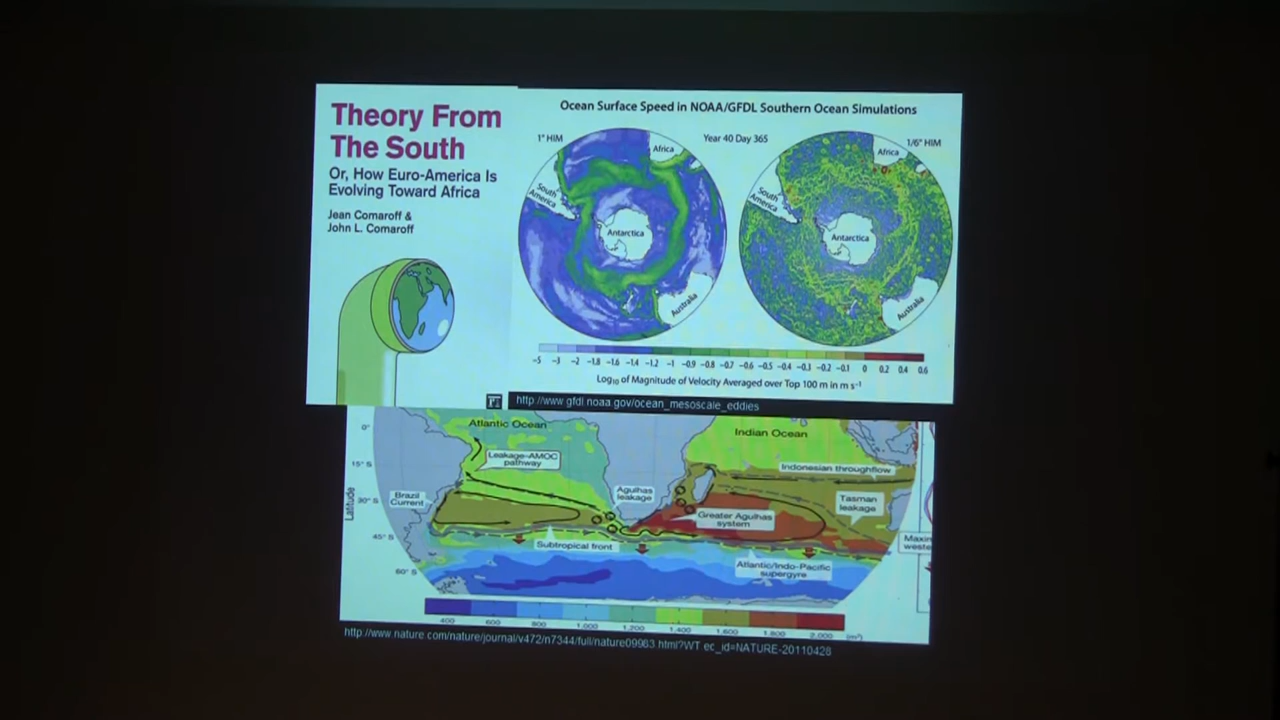 Theory From
The South
Or, How Euro-America Is
Evolving Toward Africa
Jean Comaroff &
John L. Comaroff
Ocean Surface Speed in NOAA/GFDL Southern Ocean Simulations
1° HIM
Year 40 Day 365
1/6° HIM
Africa
South
America
Antarctica
Australia
Africa
South
America
Antarctica
Australia
-5 -3 -2 -1.8 -1.6 -1.4 -1.2 -1 -0.9 -0.8 -0.7 -0.6 -0.5 -0.4 -0.3 -0.2 -0.1 0 0.2 0.4 0.6
Log10 of Magnitude of Velocity Averaged over Top 100 m in m s-1
http://www.gfdl.noaa.gov/ocean_mesoscale_eddies
Latitude
0°
15° S
30° S
45° S
60° S
Atlantic Ocean
Indian Ocean
Leakage–AMOC
pathway
Indonesian throughflow
Brazil
Current
Agulhas
leakage
Tasman
leakage
Greater Agulhas
system
Subtropical front
Maxim
weste
Atlantic/Indo-Pacific
supergyre
400 600 800 1,000 1,200 1,400 1,600 1,800 2,000 (m²)
http://www.nature.com/nature/journal/v472/n7344/full/nature09983.html?WT ec_id=NATURE-20110428